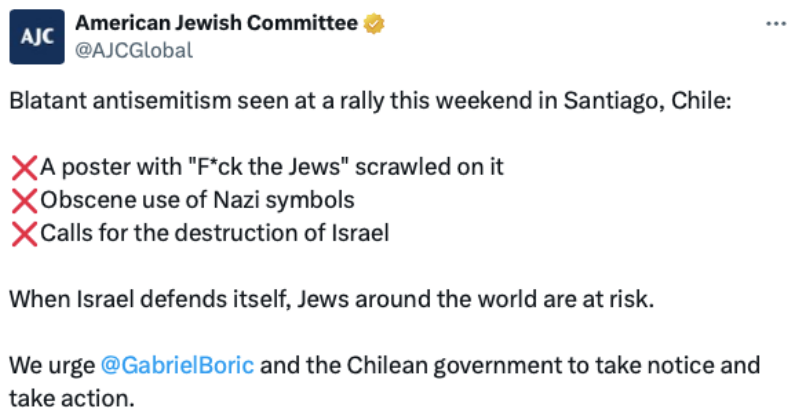 AJC
American Jewish Committee
@AJCGlobal
Blatant antisemitism seen at a rally this weekend in Santiago, Chile:
❌A poster with "F*ck the Jews" scrawled on it
❌Obscene use of Nazi symbols
❌Calls for the destruction of Israel
When Israel defends itself, Jews around the world are at risk.
We urge @GabrielBoric and the Chilean government to take notice and
take action.